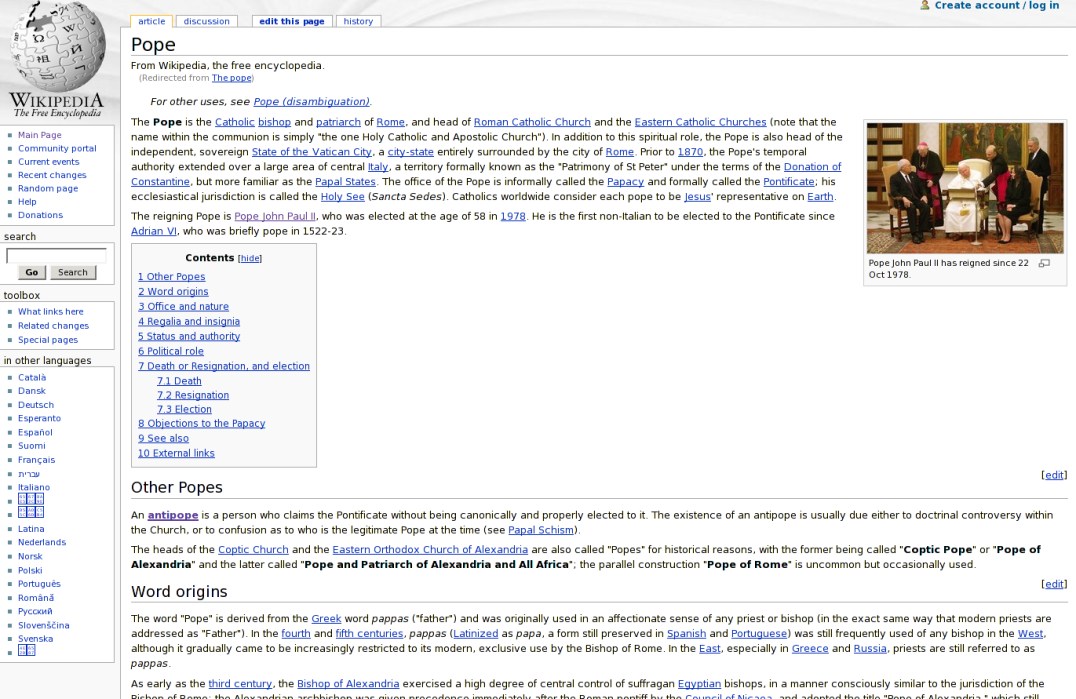 article
discussion
edit this page
history
Create account / log in
WIKIPEDIA
The Free Encyclopedia
Main Page
Community portal
Current events
Recent changes
Random page
Help
Donations
search
Go
Search
toolbox
What links here
Related changes
Special pages
in other languages
Català
Dansk
Deutsch
Esperanto
Español
Suomi
Français
עברית
Italiano
Latina
Nederlands
Norsk
Polski
Português
Română
Русский
Slovenščina
Svenska
Pope
From Wikipedia, the free encyclopedia.
(Redirected from The pope)
For other uses, see Pope (disambiguation).
The Pope is the Catholic bishop and patriarch of Rome, and head of Roman Catholic Church and the Eastern Catholic Churches (note that the
name within the communion is simply "the one Holy Catholic and Apostolic Church"). In addition to this spiritual role, the Pope is also head of the
independent, sovereign State of the Vatican City, a city-state entirely surrounded by the city of Rome. Prior to 1870, the Pope's temporal
authority extended over a large area of central Italy, a territory formally known as the "Patrimony of St Peter" under the terms of the Donation of
Constantine, but more familiar as the Papal States. The office of the Pope is informally called the Papacy and formally called the Pontificate; his
ecclesiastical jurisdiction is called the Holy See (Sancta Sedes). Catholics worldwide consider each pope to be Jesus' representative on Earth.
The reigning Pope is Pope John Paul II, who was elected at the age of 58 in 1978. He is the first non-Italian to be elected to the Pontificate since
Adrian VI, who was briefly pope in 1522-23.
Pope John Paul II has reigned since 22
Oct 1978.
Contents [hide]
1 Other Popes
2 Word origins
3 Office and nature
4 Regalia and insignia
5 Status and authority
6 Political role
7 Death or Resignation, and election
7.1 Death
7.2 Resignation
7.3 Election
8 Objections to the Papacy
9 See also
10 External links
[edit]
Other Popes
An antipope is a person who claims the Pontificate without being canonically and properly elected to it. The existence of an antipope is usually due either to doctrinal controversy within
the Church, or to confusion as to who is the legitimate Pope at the time (see Papal Schism).
The heads of the Coptic Church and the Eastern Orthodox Church of Alexandria are also called "Popes" for historical reasons, with the former being called "Coptic Pope" or "Pope of
Alexandria" and the latter called "Pope and Patriarch of Alexandria and All Africa"; the parallel construction "Pope of Rome" is uncommon but occasionally used.
[edit]
Word origins
The word "Pope" is derived from the Greek word pappas ("father") and was originally used in an affectionate sense of any priest or bishop (in the exact same way that modern priests are
addressed as "Father"). In the fourth and fifth centuries, pappas (Latinized as papa, a form still preserved in Spanish and Portuguese) was still frequently used of any bishop in the West,
although it gradually came to be increasingly restricted to its modern, exclusive use by the Bishop of Rome. In the East, especially in Greece and Russia, priests are still referred to as
pappas.
As early as the third century, the Bishop of Alexandria exercised a high degree of central control of suffragan Egyptian bishops, in a manner consciously similar to the jurisdiction of the
Bishop of Rome; the Alexandrian archbishop was given precedence immediately after the Roman pontiff by the Council of Nicaea, and adopted the title "Pope of Alexandria," which still